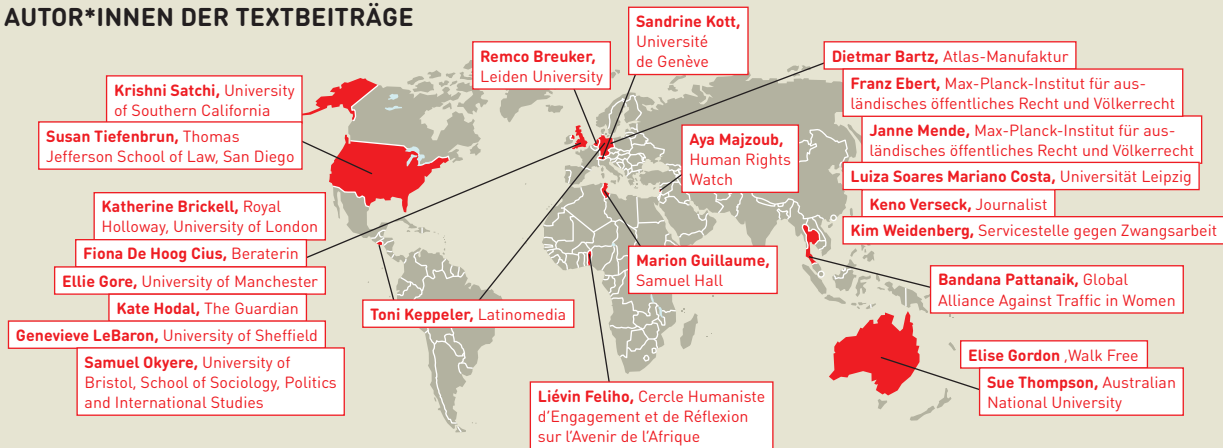 AUTOR*INNEN DER TEXTBEITRÄGE
Krishni Satchi, University
of Southern California
Susan Tiefenbrun, Thomas
Jefferson School of Law, San Diego
Katherine Brickell, Royal
Holloway, University of London
Fiona De Hoog Cius, Beraterin
Ellie Gore, University of Manchester
Kate Hodal, The Guardian
Genevieve LeBaron, University of Sheffield
Samuel Okyere, University of
Bristol, School of Sociology, Politics
and International Studies
Remco Breuker,
Leiden University
Sandrine Kott,
Université
de Genève
Toni Keppeler, Latinomedia
Aya Majzoub,
Human Rights
Watch
Marion Guillaume,
Samuel Hall
Liévin Feliho, Cercle Humaniste
d'Engagement et de Réflexion
sur l'Avenir de l'Afrique
Dietmar Bartz, Atlas-Manufaktur
Franz Ebert, Max-Planck-Institut für aus-
ländisches öffentliches Recht und Völkerrecht
Janne Mende, Max-Planck-Institut für aus-
ländisches öffentliches Recht und Völkerrecht
Luiza Soares Mariano Costa, Universität Leipzig
Keno Verseck, Journalist
Kim Weidenberg, Servicestelle gegen Zwangsarbeit
Bandana Pattanaik, Global
Alliance Against Traffic in Women
Elise Gordon ,Walk Free
Sue Thompson, Australian
National University